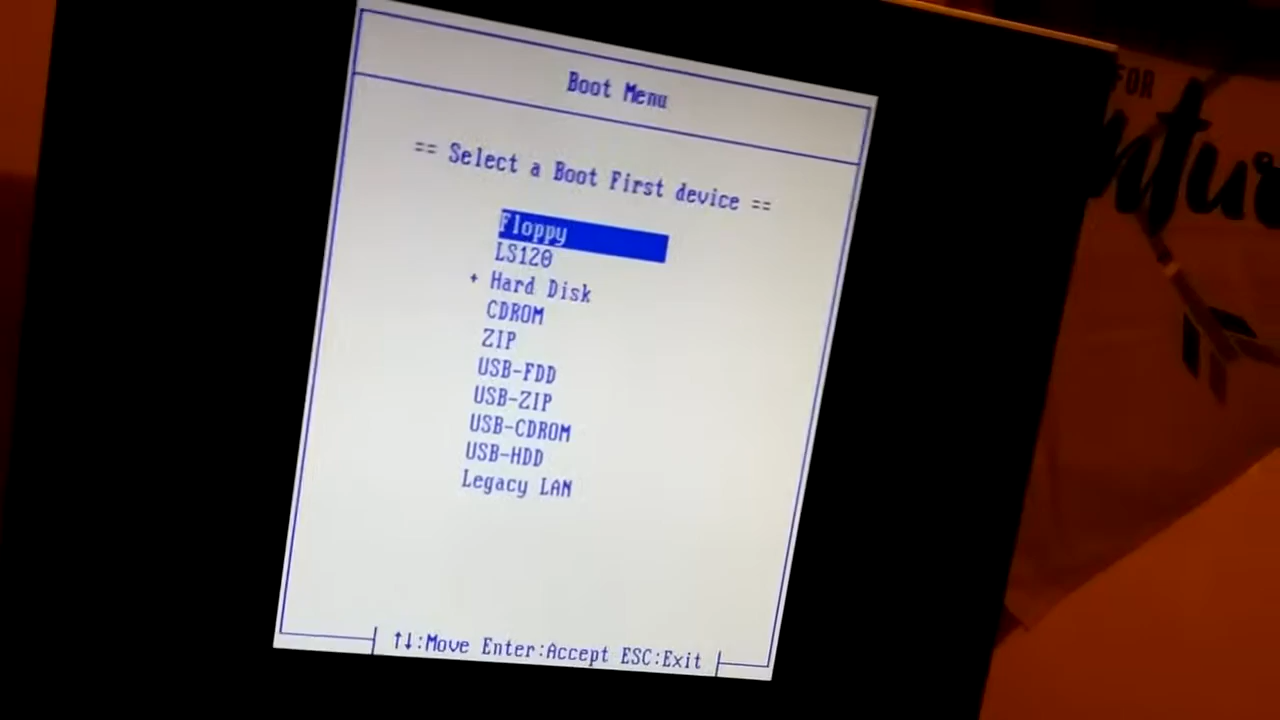 Boot Menu
== Select a Boot First device ==
Floppy
LS120
+ Hard Disk
CDROM
ZIP
USB-FDD
USB-ZIP
USB-CDROM
USB-HDD
Legacy LAN
↑↓:Move Enter:Accept ESC:Exit
FOR